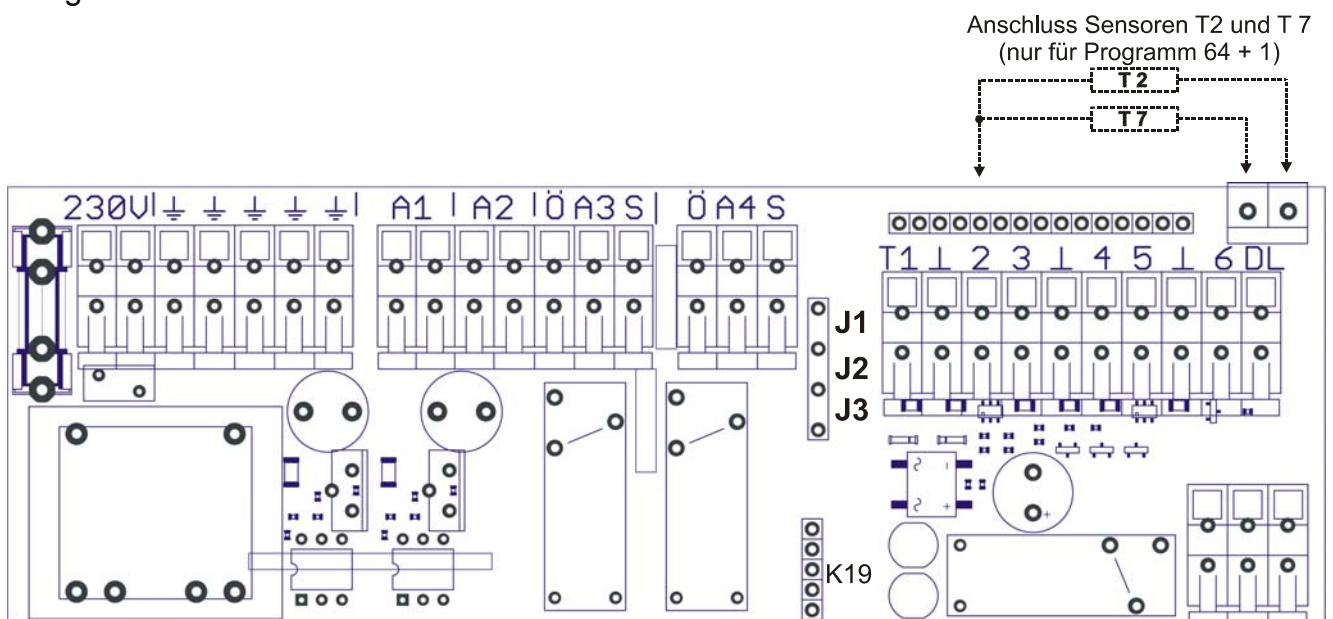 Anschluss Sensoren T2 und T 7
(nur für Programm 64 + 1)
T 2
T 7
230V A1 A2 Ö A3 S Ö A4 S
T1 ⊥ 2 3 ⊥ 4 5 ⊥ 6 DL
J1
J2
J3
K19